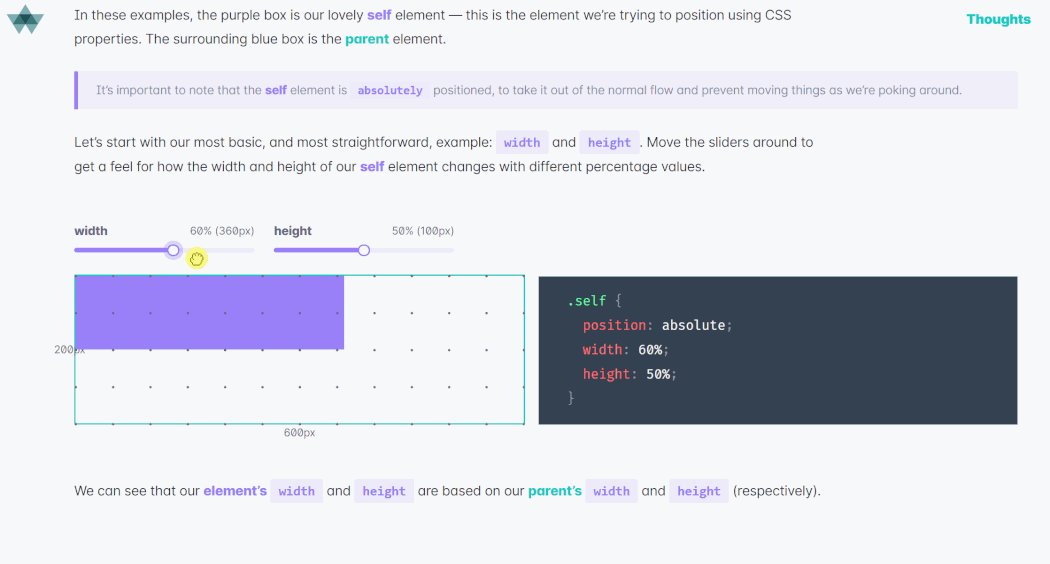 In these examples, the purple box is our lovely self element — this is the element we're trying to position using CSS
properties. The surrounding blue box is the parent element.
Thoughts
It's important to note that the self element is absolutely positioned, to take it out of the normal flow and prevent moving things as we're poking around.
Let's start with our most basic, and most straightforward, example: width and height. Move the sliders around to
get a feel for how the width and height of our self element changes with different percentage values.
width 60% (360px) height 50% (100px)
.self {
position: absolute;
width: 60%;
height: 50%;
}
200px
600px
We can see that our element's width and height are based on our parent's width and height (respectively).